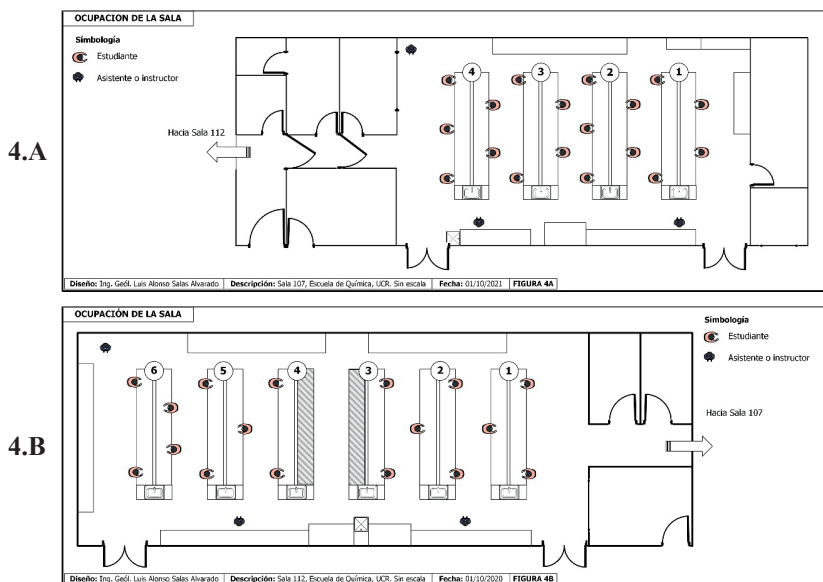 4.A
OCUPACION DE LA SALA
Simbología
Estudiante
Asistente o instructor
Hacia Sala 112
4
3
2
1
Diseño: Ing. Geól. Luis Alonso Salas Alvarado Descripción: Sala 107, Escuela de Química, UCR. Sin escala Fecha: 01/10/2021 FIGURA 4A
4.B
OCUPACIÓN DE LA SALA
Simbología
Estudiante
Asistente o instructor
Hacia Sala 107
6
5
4
3
2
1
Diseño: Ing. Geól. Luis Alonso Salas Alvarado Descripción: Sala 112, Escuela de Química, UCR. Sin escala Fecha: 01/10/2020 FIGURA 4B